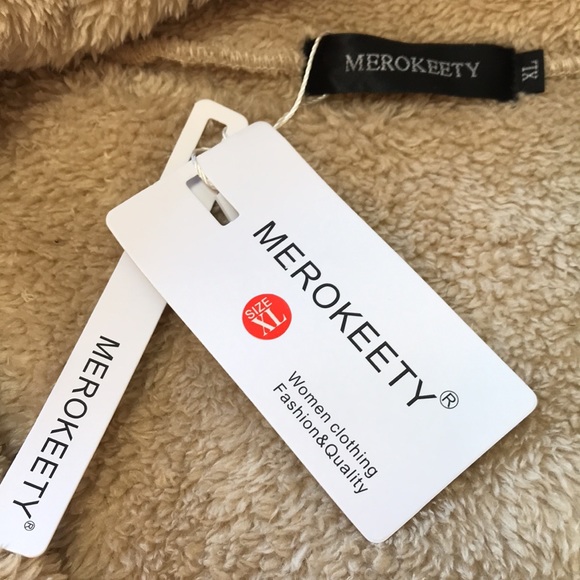 MEROKEETY
XL
MEROKEETY®
SIZE
XL
Women clothing
Fashion&Quality
MEROKEETY®